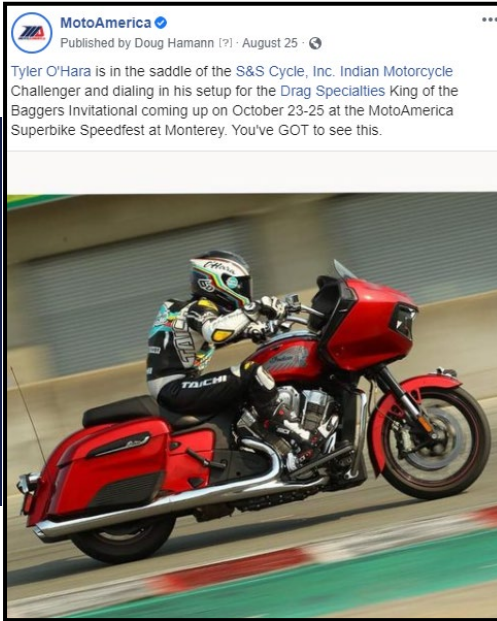 MotoAmerica
Published by Doug Hamann [?] · August 25 ·
Tyler O'Hara is in the saddle of the S&S Cycle, Inc. Indian Motorcycle
Challenger and dialing in his setup for the Drag Specialties King of the
Baggers Invitational coming up on October 23-25 at the MotoAmerica
Superbike Speedfest at Monterey. You've GOT to see this.
O'Hara
TAICHI
Indian